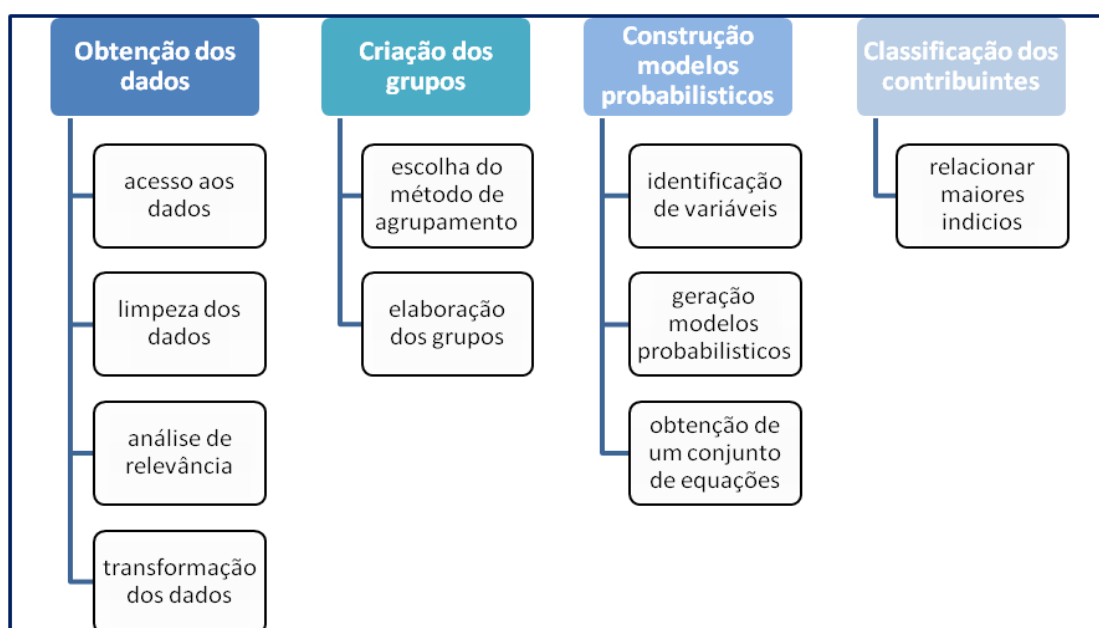 Obtenção dos
dados
acesso aos
dados
limpeza dos
dados
análise de
relevância
transformação
dos dados
Criação dos
grupos
escolha do
método de
agrupamento
elaboração
dos grupos
Construção
modelos
probabilisticos
identificação
de variáveis
geração
modelos
probabilisticos
obtenção de
um conjunto
de equações
Classificação dos
contribuintes
relacionar
maiores
indicios